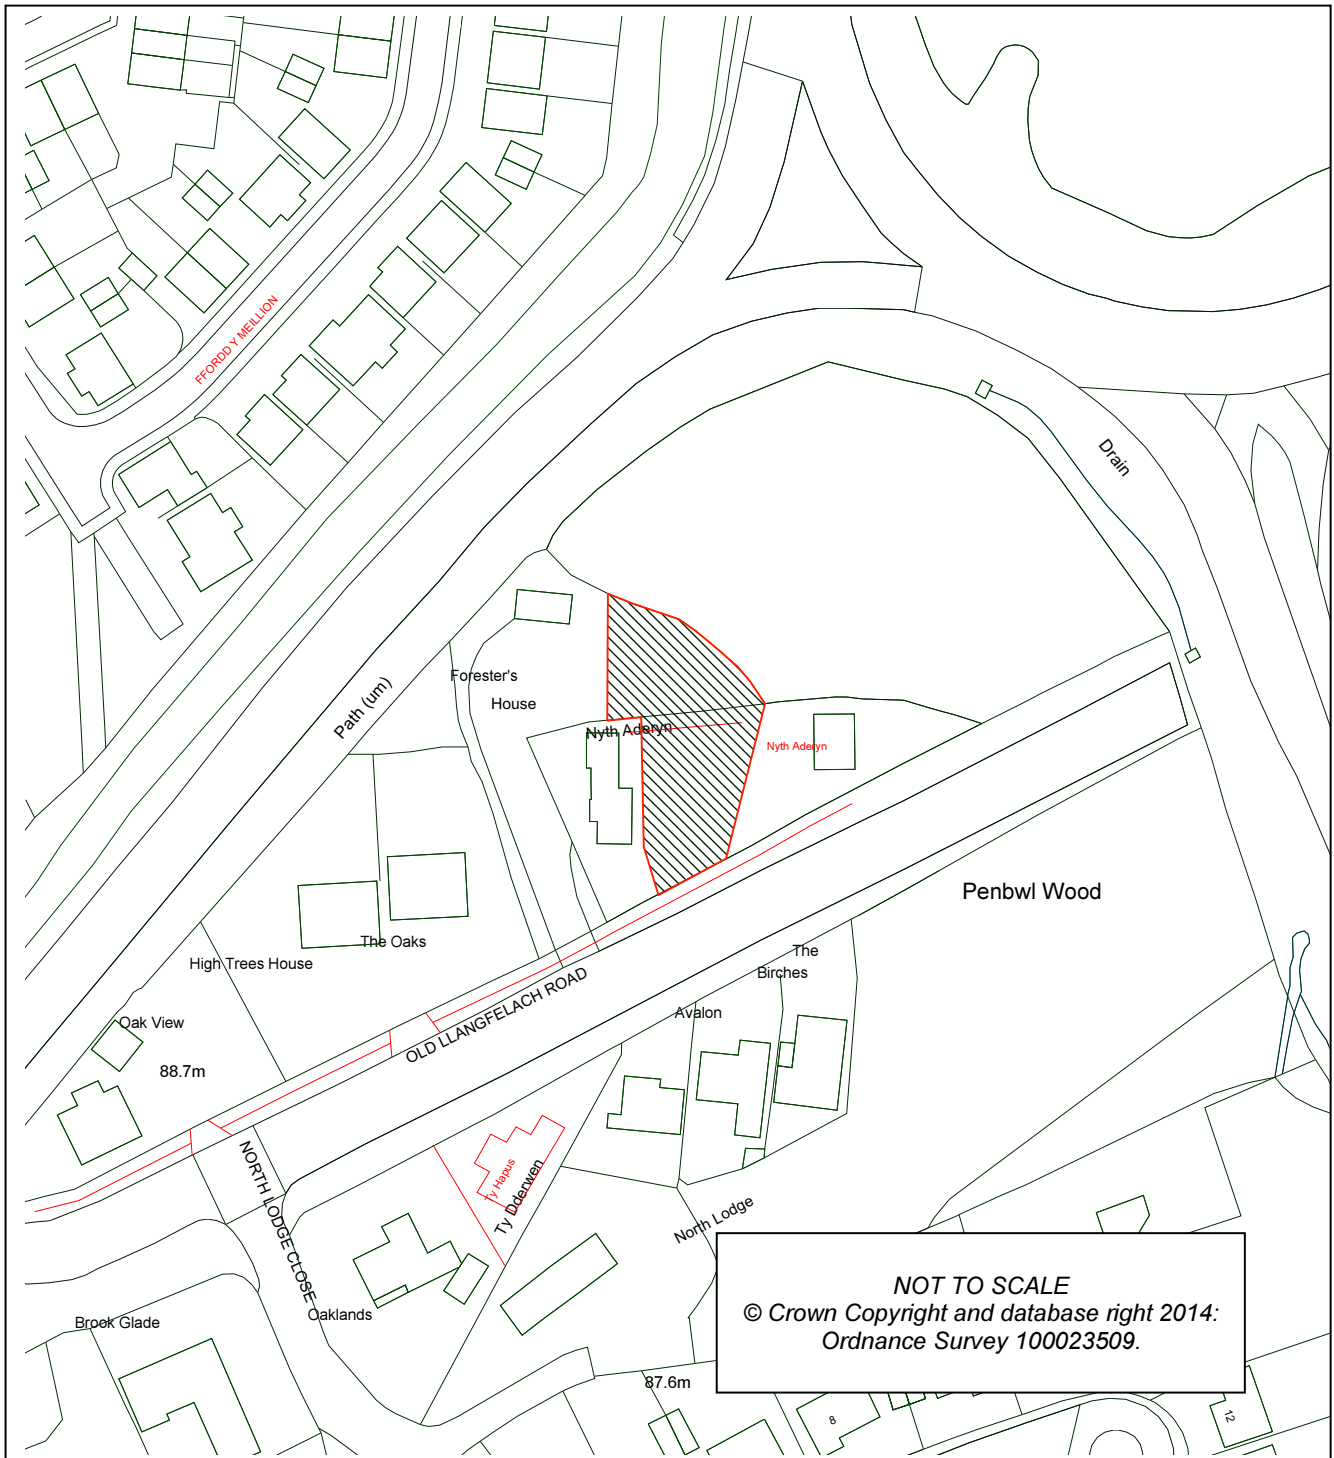 FFORDD Y MEILLION
Drain
Path (um)
Forester's
House
Nyth Aderyn
Nyth Aderyn
Penbwl Wood
The Oaks
High Trees House
The
Birches
Avalon
OLD LLANGFELACH ROAD
Oak View
88.7m
NORTH LODGE CLOSE
Ty Hapus
Ty Dderwen
North Lodge
Oaklands
Brook Glade
NOT TO SCALE
© Crown Copyright and database right 2014:
Ordnance Survey 100023509.
87.6m
8
12